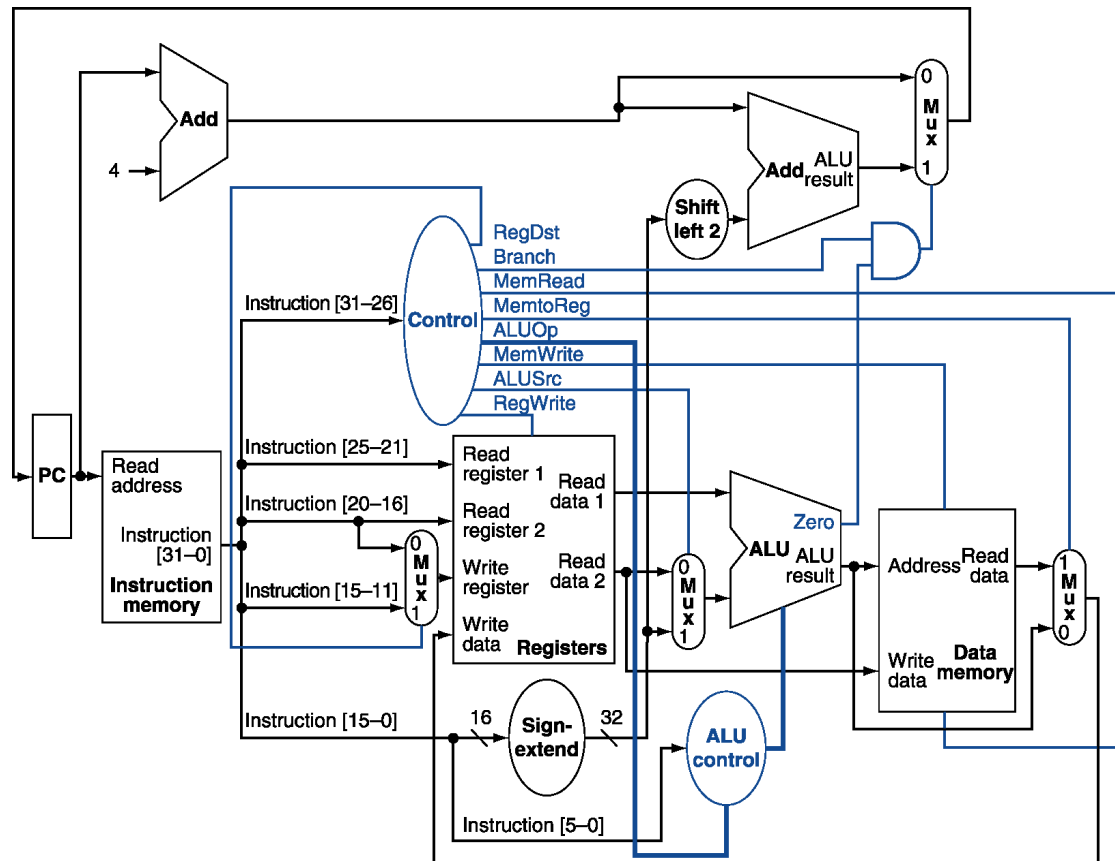 0
M
u
x
1
Add
4
Add
ALU
result
Shift
left 2
RegDst
Branch
MemRead
MemtoReg
ALUOp
MemWrite
ALUSrc
RegWrite
Control
Instruction [31–26]
PC
Read
address
Instruction
[31–0]
Instruction
memory
Instruction [25–21]
Instruction [20–16]
Instruction [15–11]
0
M
u
x
1
Read
register 1
Read
register 2
Write
register
Write
data
Read
data 1
Read
data 2
Registers
0
M
u
x
1
Zero
ALU
ALU
result
Address
Read
data
Write
data
Data
memory
1
M
u
x
0
Instruction [15–0]
16
Sign-
extend
32
ALU
control
Instruction [5–0]